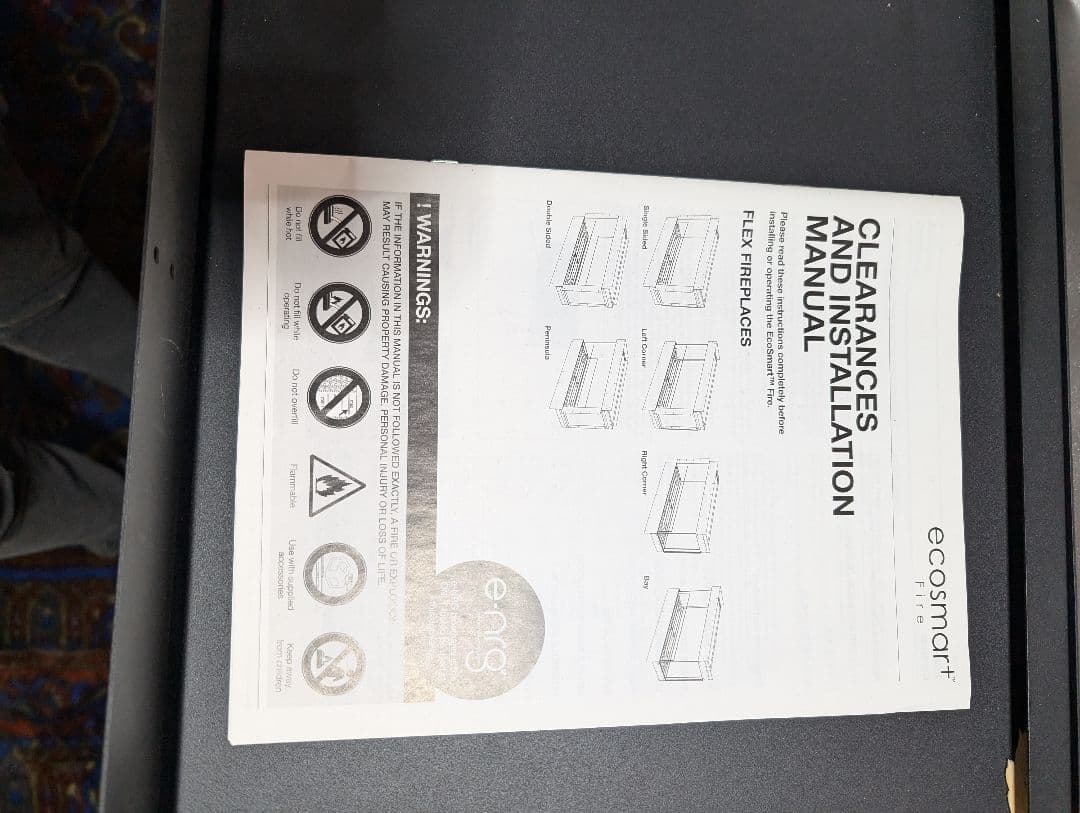 ecosmart™
Fire
CLEARANCES
AND INSTALLATION
MANUAL
Please read these instructions completely before
installing or operating the EcoSmart™ Fire.
FLEX FIREPLACES
Single Sided
Left Corner
Right Corner
Bay
Double Sided
Peninsula
e-nrg
! WARNINGS:
IF THE INFORMATION IN THIS MANUAL IS NOT FOLLOWED EXACTLY, A FIRE OR EXPLOSION
MAY RESULT CAUSING PROPERTY DAMAGE, PERSONAL INJURY OR LOSS OF LIFE.
Do not fill
while hot
Do not fill while
operating
Do not overfill
Flammable
Use with supplied
accessories
Keep away
from children